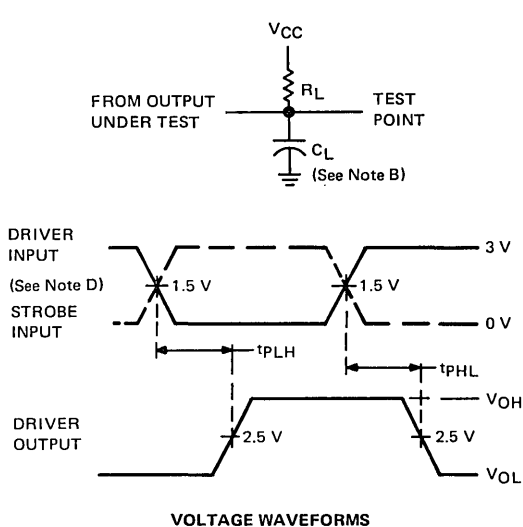 VCC
RL
FROM OUTPUT
UNDER TEST
TEST
POINT
CL
(See Note B)
DRIVER
INPUT
3 V
(See Note D)
1.5 V
1.5 V
STROBE
INPUT
0 V
tPLH
tPHL
VOH
DRIVER
OUTPUT
2.5 V
2.5 V
VOL
VOLTAGE WAVEFORMS